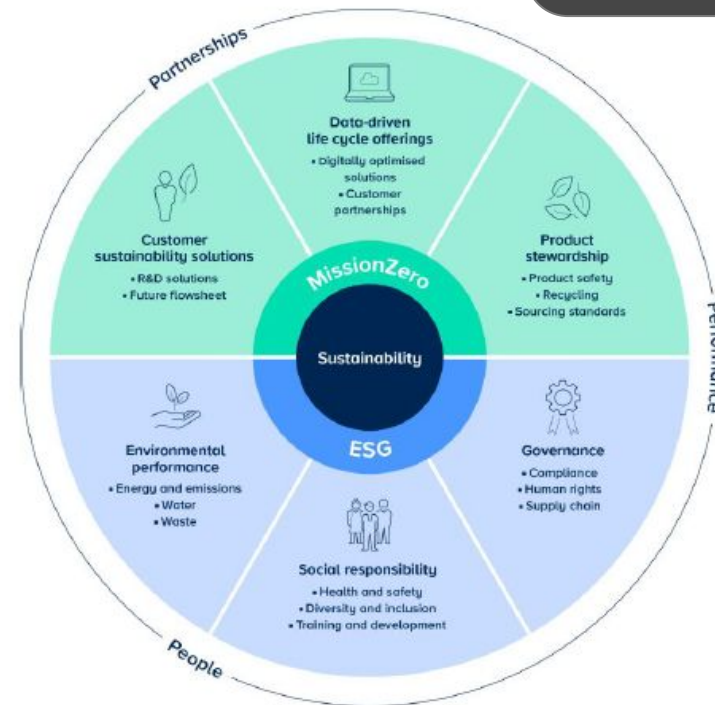 Partnerships
Data-driven
life cycle offerings
• Digitally optimised
solutions
• Customer
partnerships
Customer
sustainability solutions
• R&D solutions
• Future flowsheet
Product
stewardship
• Product safety
• Recycling
• Sourcing standards
MissionZero
Sustainability
ESG
Performance
Environmental
performance
• Energy and emissions
• Water
• Waste
Governance
• Compliance
• Human rights
• Supply chain
Social responsibility
• Health and safety
• Diversity and inclusion
• Training and development
People